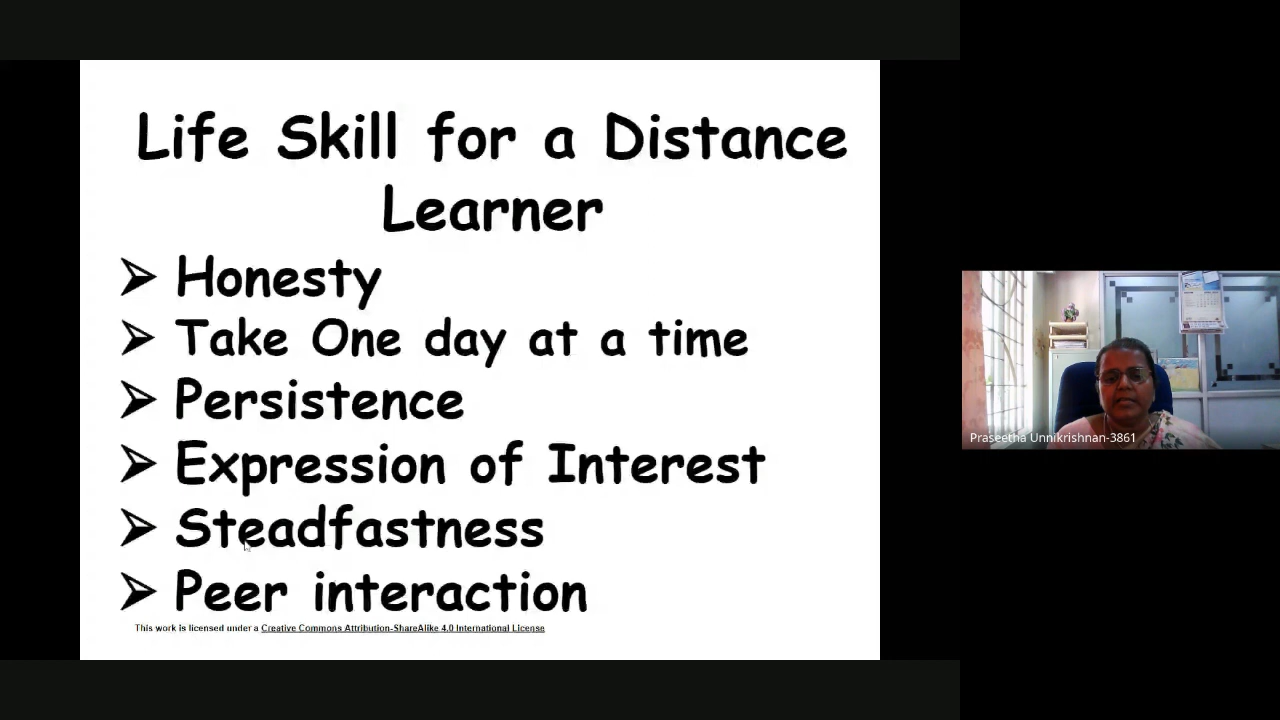 Life Skill for a Distance
Learner
➢ Honesty
➢ Take One day at a time
➢ Persistence
➢ Expression of Interest
➢ Steadfastness
➢ Peer interaction
This work is licensed under a Creative Commons Attribution-ShareAlike 4.0 International License
Praseetha Unnikrishnan-3861